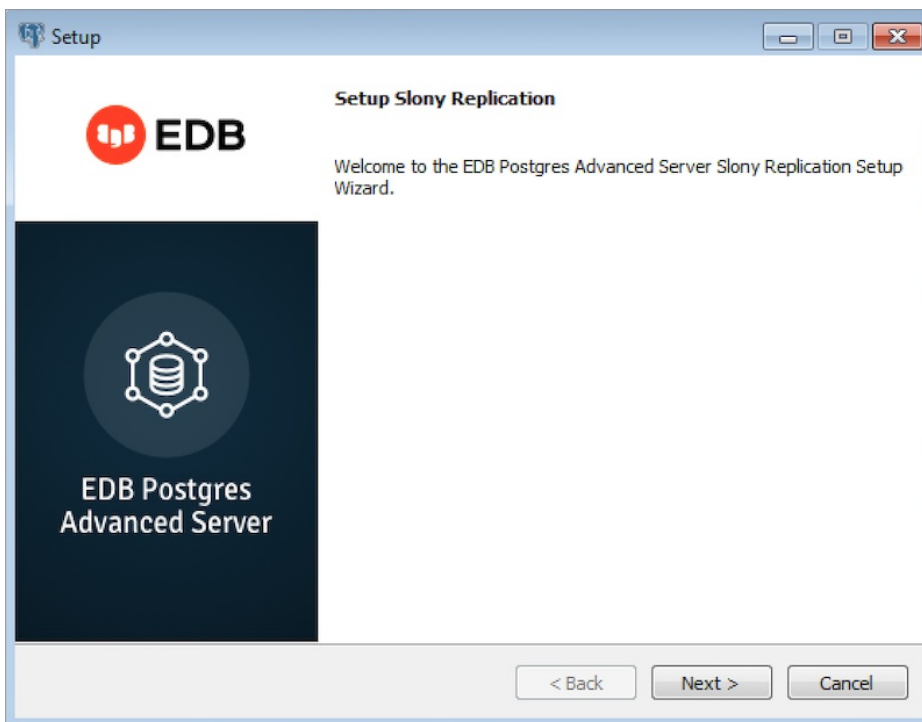 Setup
EDB
Setup Slony Replication
Welcome to the EDB Postgres Advanced Server Slony Replication Setup
Wizard.
EDB Postgres
Advanced Server
< Back
Next >
Cancel